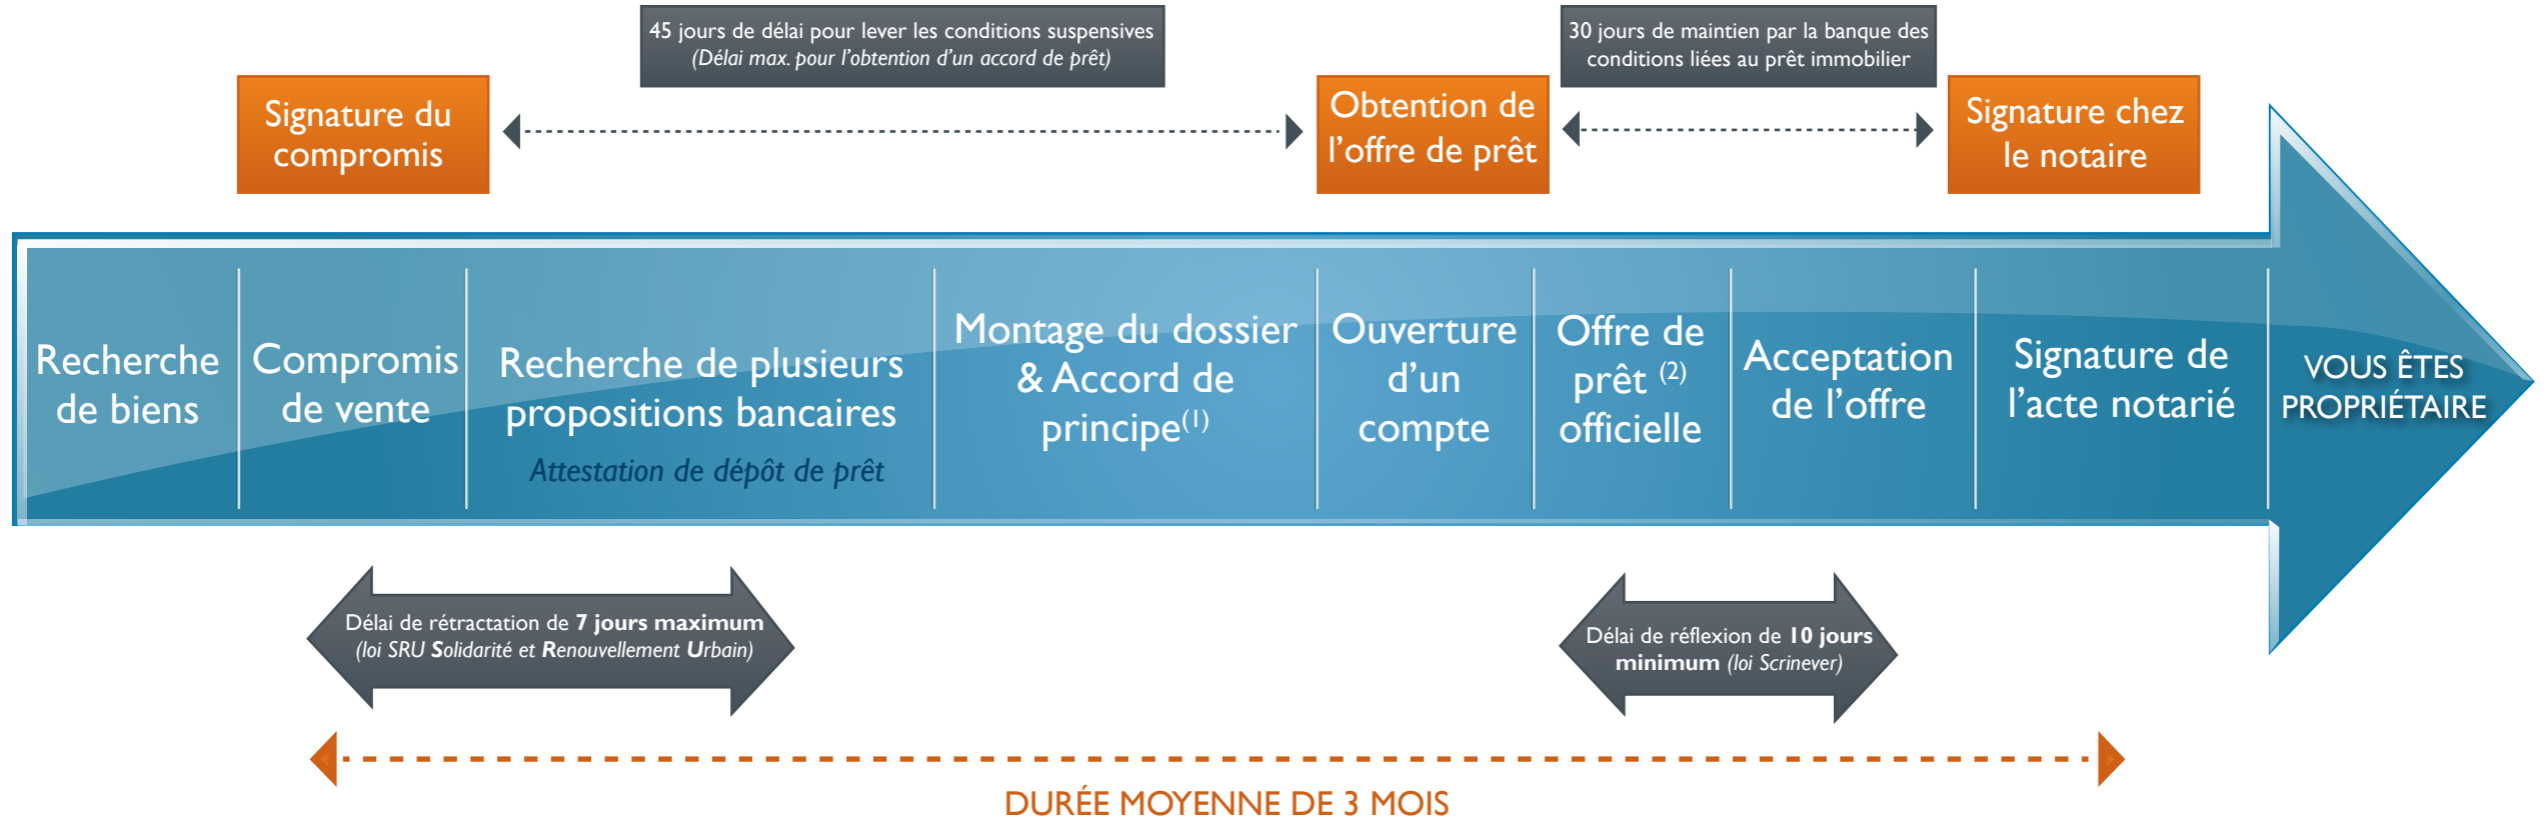 45 jours de délai pour lever les conditions suspensives
(Délai max. pour l’obtention d’un accord de prêt)
30 jours de maintien par la banque des
conditions liées au prêt immobilier
Signature du
compromis
Obtention de
l’offre de prêt
Signature chez
le notaire
Recherche
de biens
Compromis
de vente
Recherche de plusieurs
propositions bancaires
Attestation de dépôt de prêt
Montage du dossier
& Accord de
principe(1)
Ouverture
d’un
compte
Offre de
prêt (2)
officielle
Acceptation
de l’offre
Signature de
l’acte notarié
VOUS ÊTES
PROPRIÉTAIRE
Délai de rétractation de 7 jours maximum
(loi SRU Solidarité et Renouvellement Urbain)
Délai de réflexion de 10 jours
minimum (loi Scrinever)
DURÉE MOYENNE DE 3 MOIS